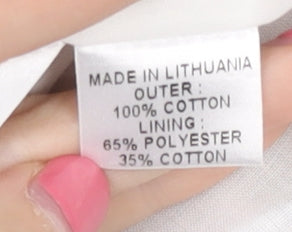 MADE IN LITHUANIA
OUTER :
100% COTTON
LINING :
65% POLYESTER
35% COTTON